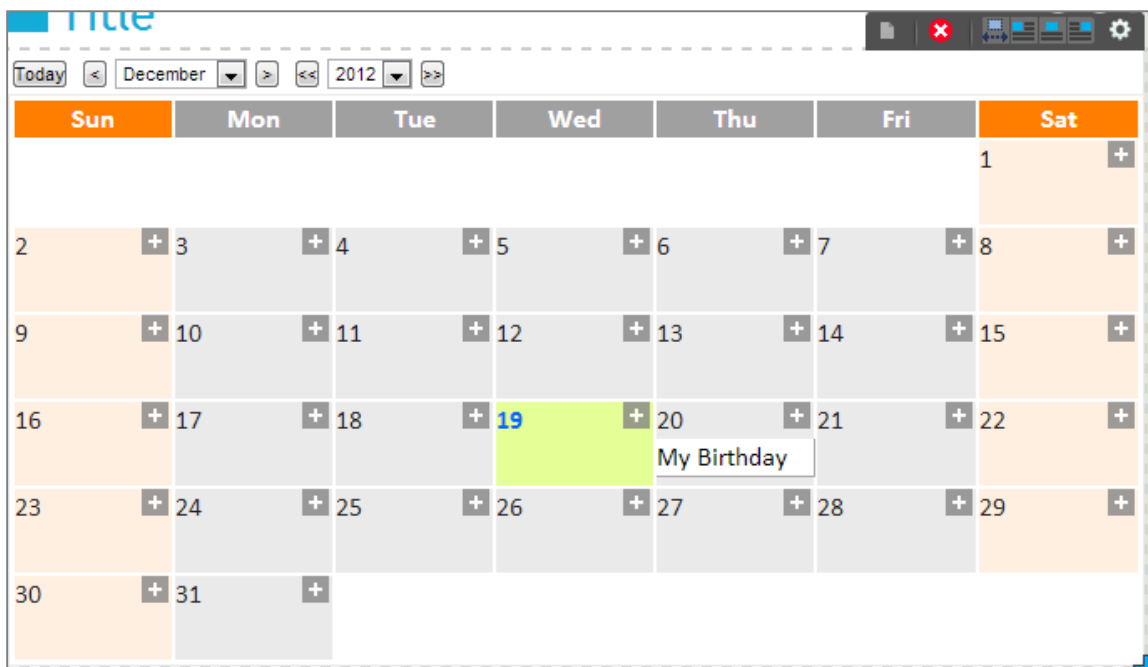 Title
Today < December > << 2012 >>
Sun Mon Tue Wed Thu Fri Sat
1 +
2 + 3 + 4 + 5 + 6 + 7 + 8 +
9 + 10 + 11 + 12 + 13 + 14 + 15 +
16 + 17 + 18 + 19 + 20 + 21 + 22 +
My Birthday
23 + 24 + 25 + 26 + 27 + 28 + 29 +
30 + 31 +